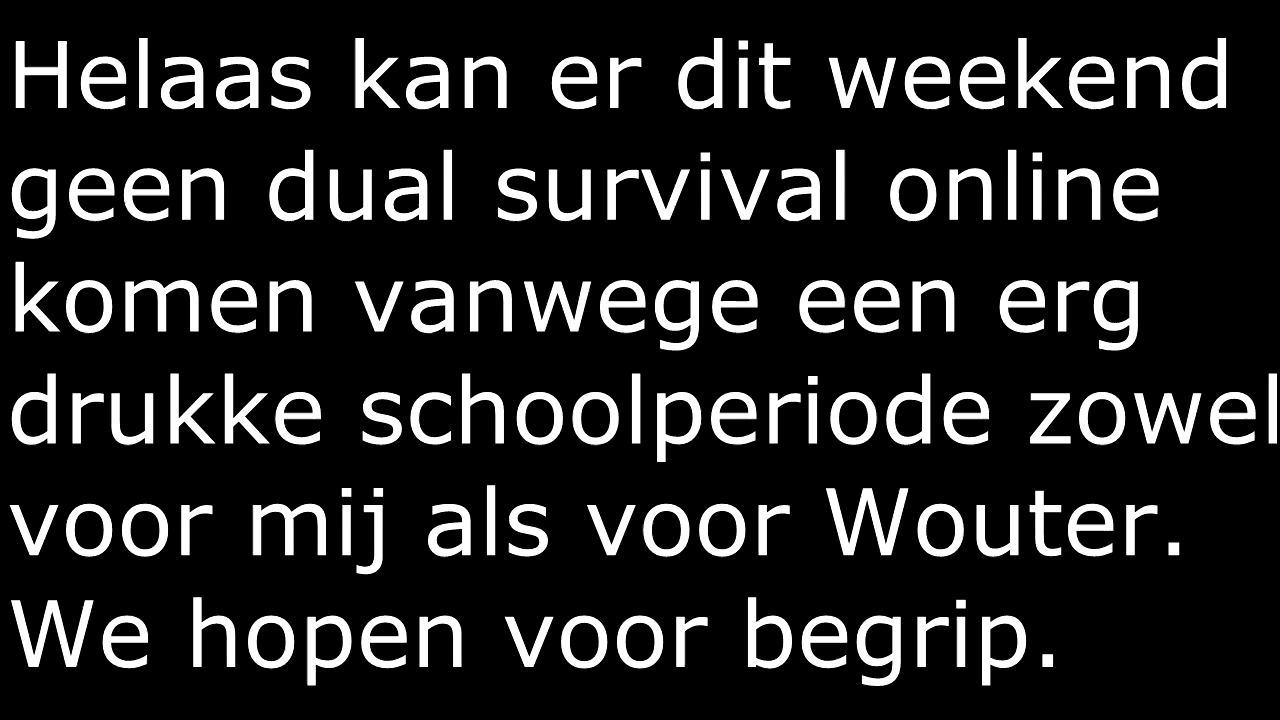 Helaas kan er dit weekend
geen dual survival online
komen vanwege een erg
drukke schoolperiode zowel
voor mij als voor Wouter.
We hopen voor begrip.